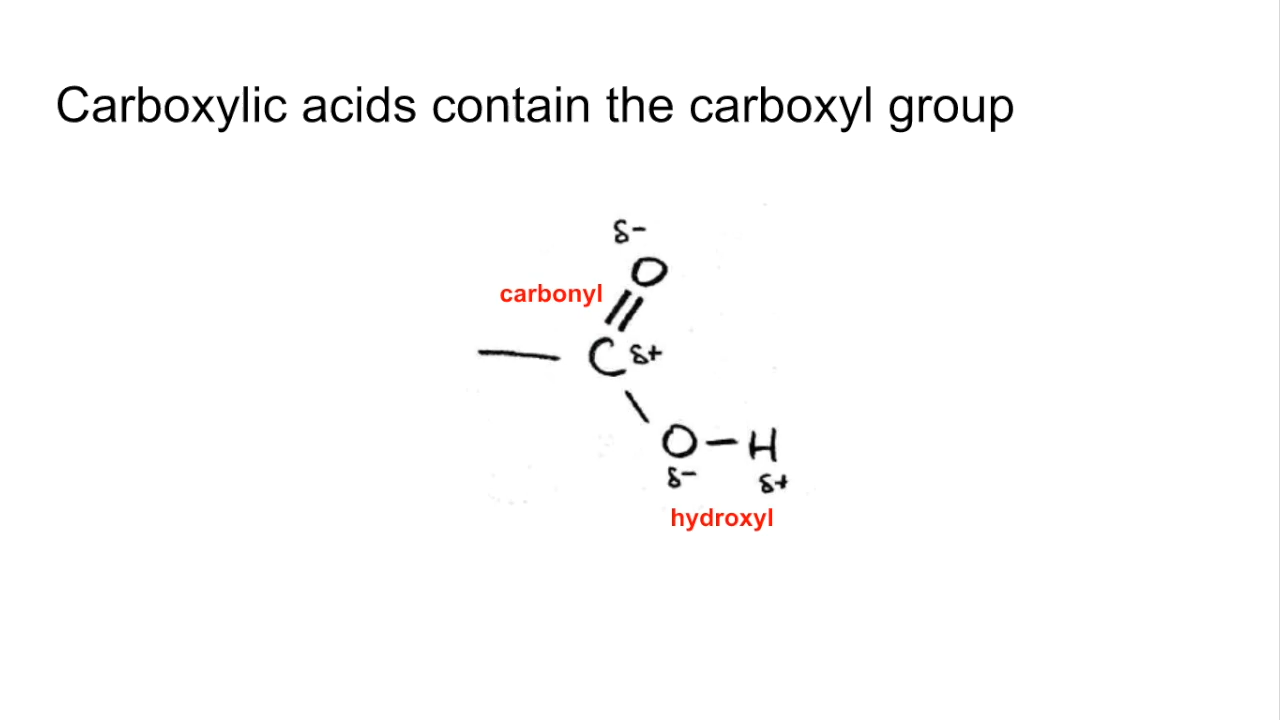 Carboxylic acids contain the carboxyl group
δ−
O
carbonyl
C δ+
O − H
δ− δ+
hydroxyl